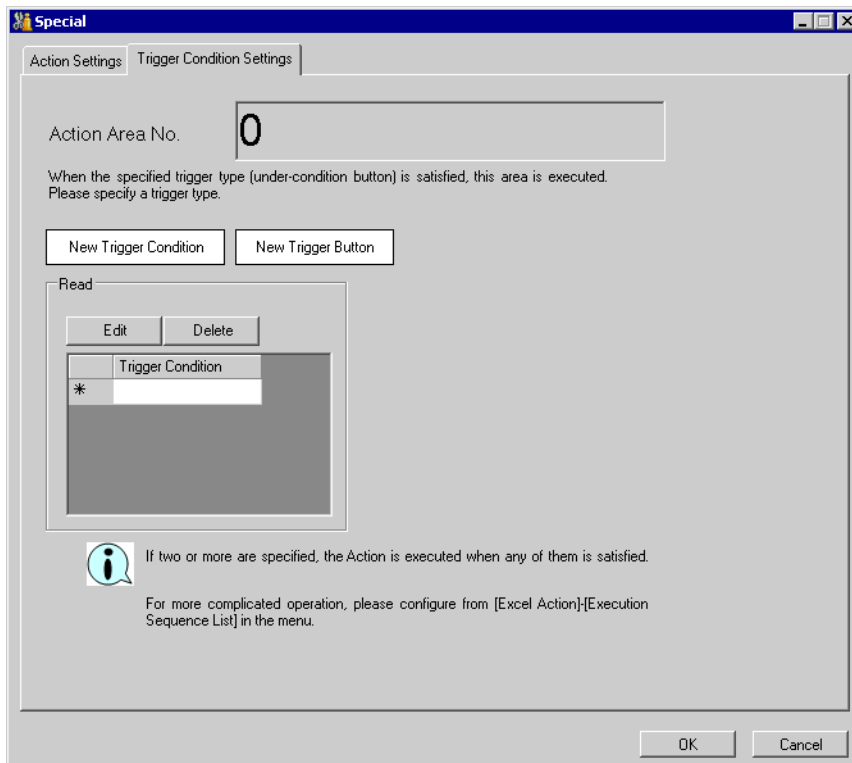 Special
Action Settings
Trigger Condition Settings
Action Area No.
0
When the specified trigger type (under-condition button) is satisfied, this area is executed.
Please specify a trigger type.
New Trigger Condition
New Trigger Button
Read
Edit
Delete
Trigger Condition
*
If two or more are specified, the Action is executed when any of them is satisfied.
For more complicated operation, please configure from [Excel Action]-[Execution
Sequence List] in the menu.
OK
Cancel